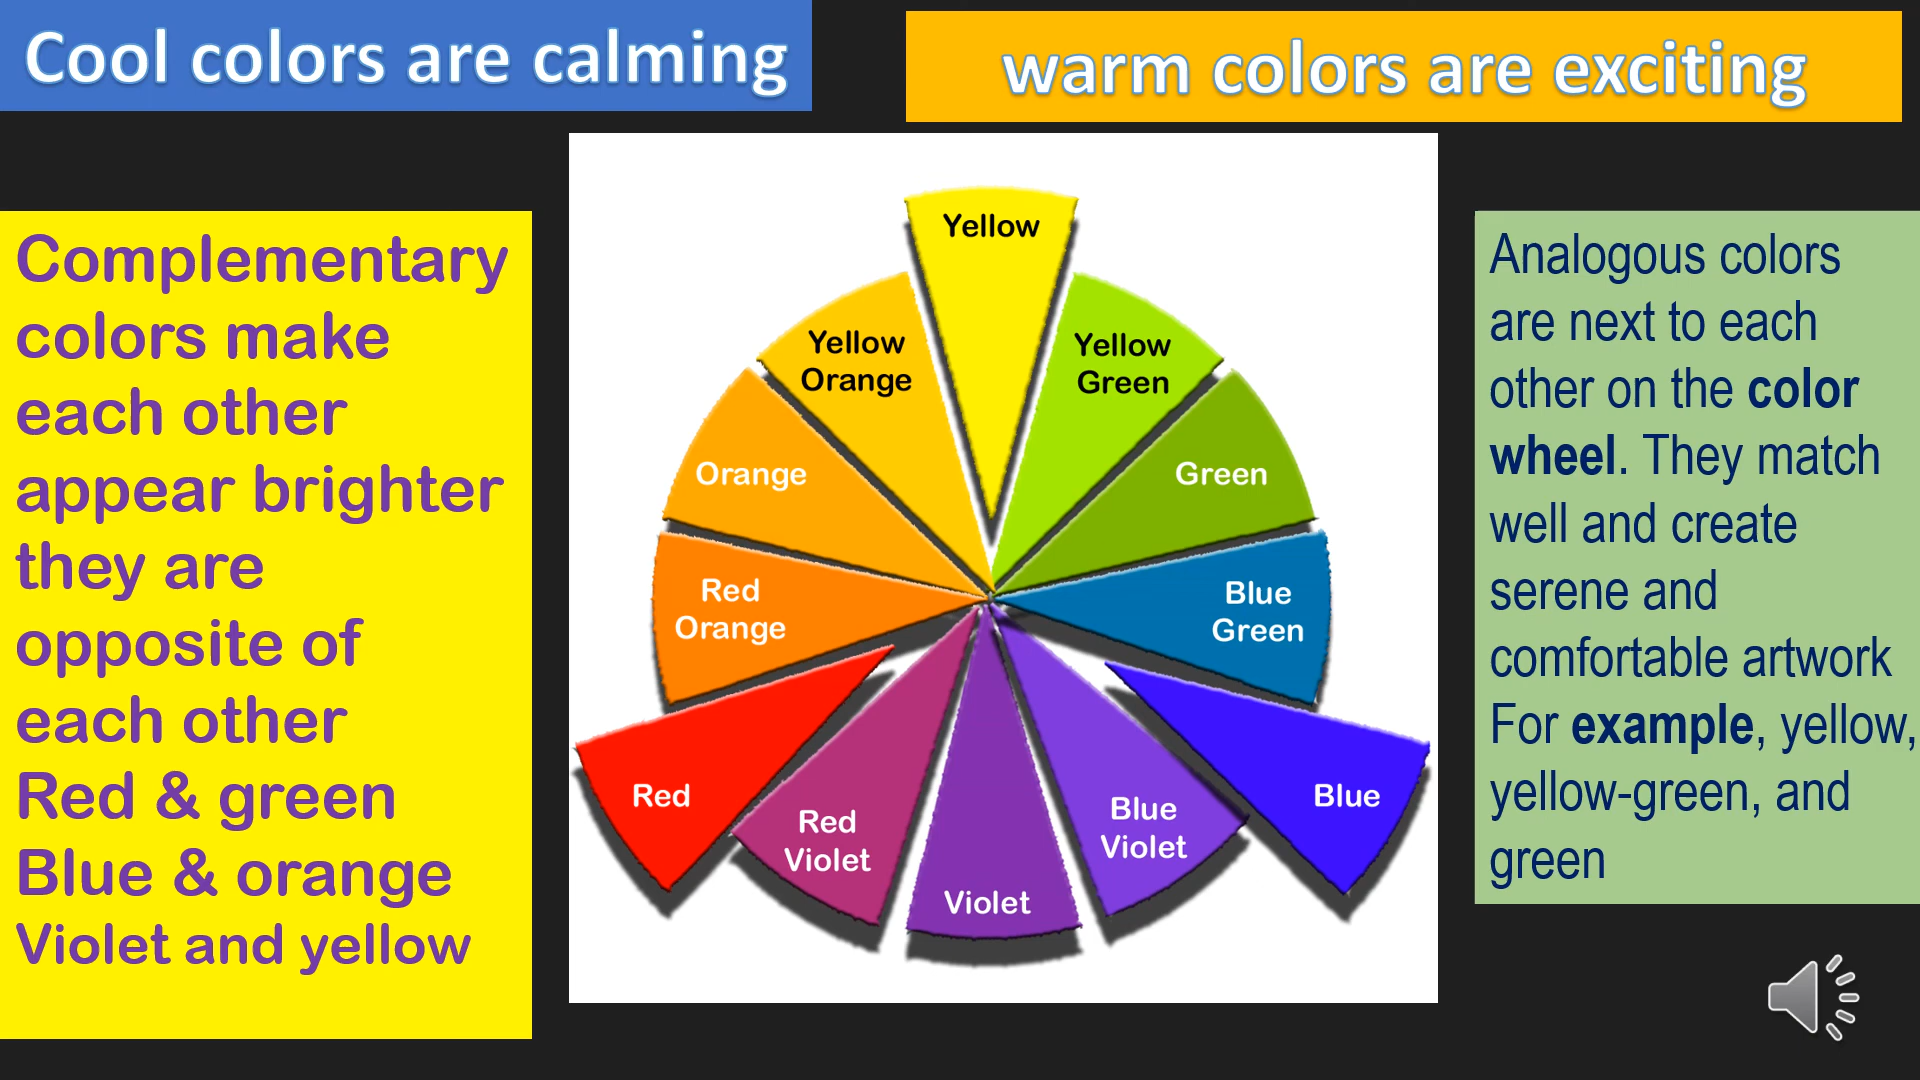 Cool colors are calming
warm colors are exciting
Complementary
colors make
each other
appear brighter
they are
opposite of
each other
Red & green
Blue & orange
Violet and yellow
Yellow
Yellow
Orange
Yellow
Green
Orange
Green
Red
Orange
Blue
Green
Red
Blue
Red
Violet
Blue
Violet
Violet
Analogous colors
are next to each
other on the color
wheel. They match
well and create
serene and
comfortable artwork
For example, yellow,
yellow-green, and
green